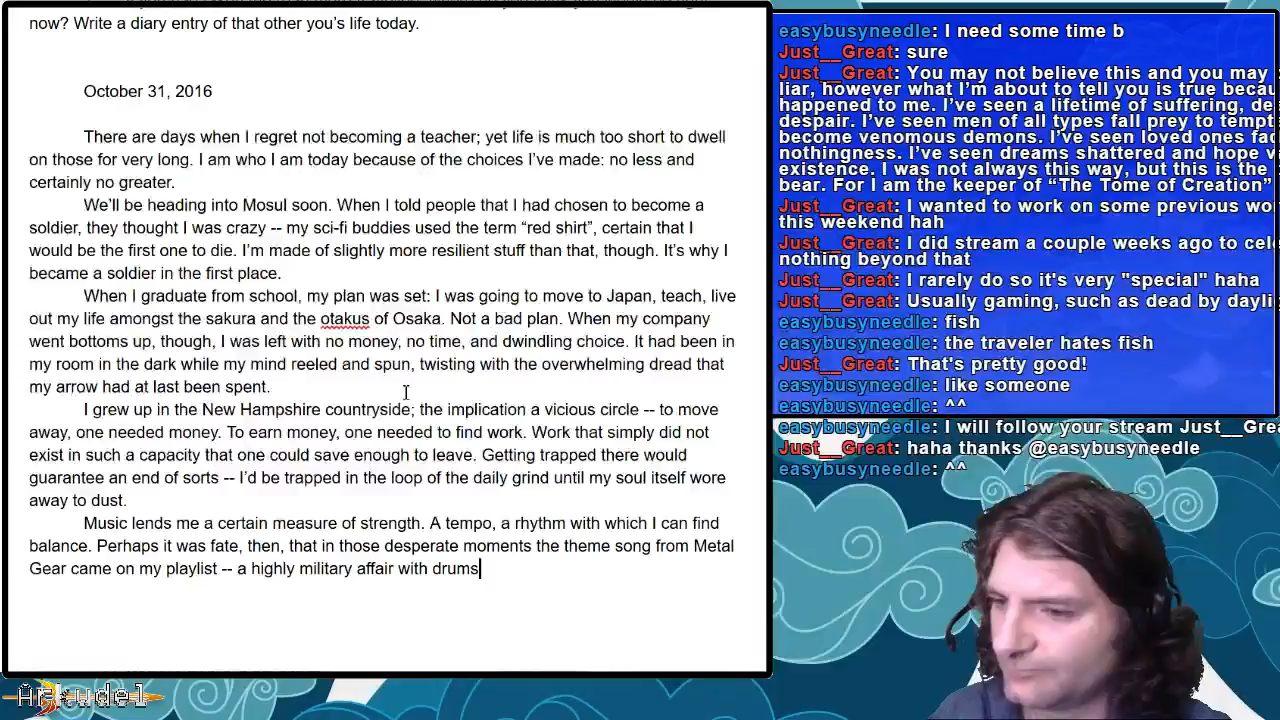 now? Write a diary entry of that other you's life today.
October 31, 2016
There are days when I regret not becoming a teacher; yet life is much too short to dwell
on those for very long. I am who I am today because of the choices I've made: no less and
certainly no greater.
We'll be heading into Mosul soon. When I told people that I had chosen to become a
soldier, they thought I was crazy -- my sci-fi buddies used the term “red shirt”, certain that I
would be the first one to die. I'm made of slightly more resilient stuff than that, though. It's why I
became a soldier in the first place.
When I graduate from school, my plan was set: I was going to move to Japan, teach, live
out my life amongst the sakura and the otakus of Osaka. Not a bad plan. When my company
went bottoms up, though, I was left with no money, no time, and dwindling choice. It had been in
my room in the dark while my mind reeled and spun, twisting with the overwhelming dread that
my arrow had at last been spent.
I grew up in the New Hampshire countryside; the implication a vicious circle -- to move
away, one needed money. To earn money, one needed to find work. Work that simply did not
exist in such a capacity that one could save enough to leave. Getting trapped there would
guarantee an end of sorts -- I'd be trapped in the loop of the daily grind until my soul itself wore
away to dust.
Music lends me a certain measure of strength. A tempo, a rhythm with which I can find
balance. Perhaps it was fate, then, that in those desperate moments the theme song from Metal
Gear came on my playlist -- a highly military affair with drums
easybusyneedle: I need some time b
Just__Great: sure
Just__Great: You may not believe this and you may
liar, however what I'm about to tell you is true becau
happened to me. I've seen a lifetime of suffering, de
despair. I've seen men of all types fall prey to tempt
become venomous demons. I've seen loved ones fad
nothingness. I've seen dreams shattered and hope v
existence. I was not always this way, but this is the
bear. For I am the keeper of “The Tome of Creation”
Just__Great: I wanted to work on some previous wor
this weekend hah
Just__Great: I did stream a couple weeks ago to cele
nothing beyond that
Just__Great: I rarely do so it's very "special" haha
Just__Great: Usually gaming, such as dead by dayli
easybusyneedle: fish
easybusyneedle: the traveler hates fish
Just__Great: That's pretty good!
easybusyneedle: like someone
easybusyneedle: ^^
easybusyneedle: I will follow your stream Just__Grea
Just__Great: haha thanks @easybusyneedle
easybusyneedle: ^^
Arkudel